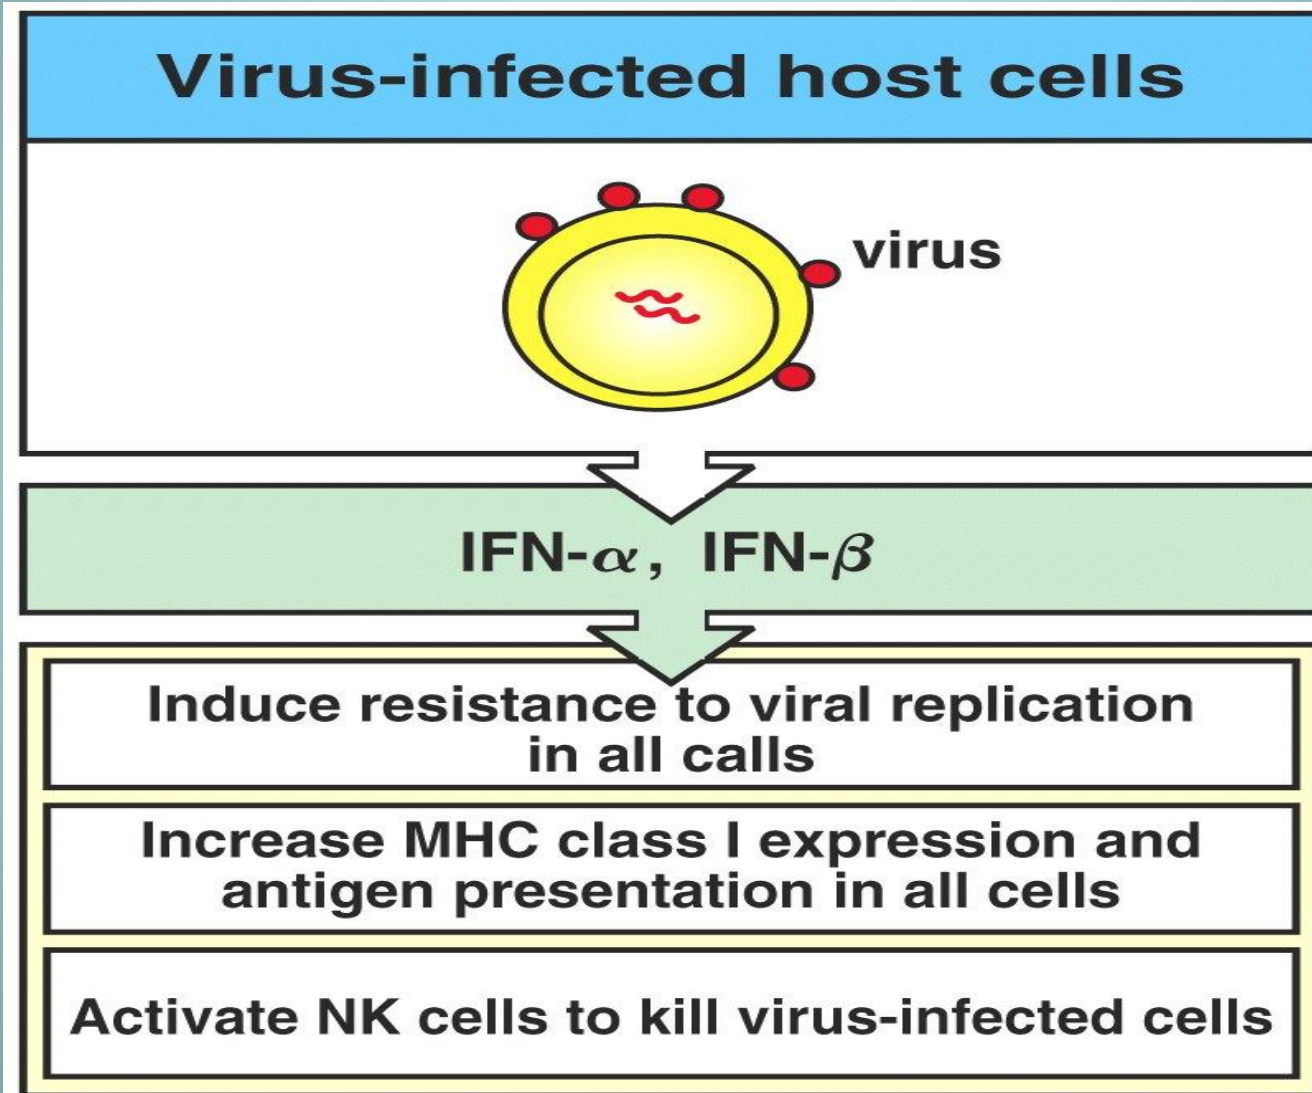 Virus-infected host cells
virus
IFN-α, IFN-β
Induce resistance to viral replication
in all calls
Increase MHC class I expression and
antigen presentation in all cells
Activate NK cells to kill virus-infected cells